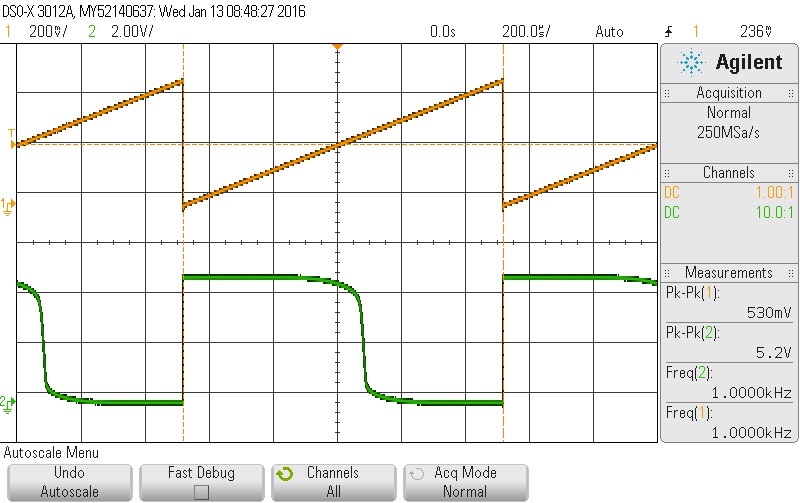 DSO-X 3012A, MY52140637: Wed Jan 13 08:48:27 2016
1 200mV/ 2 2.00V/ 0.0s 200.0µs/ Auto 1 236mV
Agilent
Acquisition
Normal
250MSa/s
Channels
DC 1.00:1
DC 10.0:1
Measurements
Pk-Pk(1):
530mV
Pk-Pk(2):
5.2V
Freq(2):
1.0000kHz
Freq(1):
1.0000kHz
T
1
2
Autoscale Menu
Undo
Autoscale
Fast Debug
Channels
All
Acq Mode
Normal